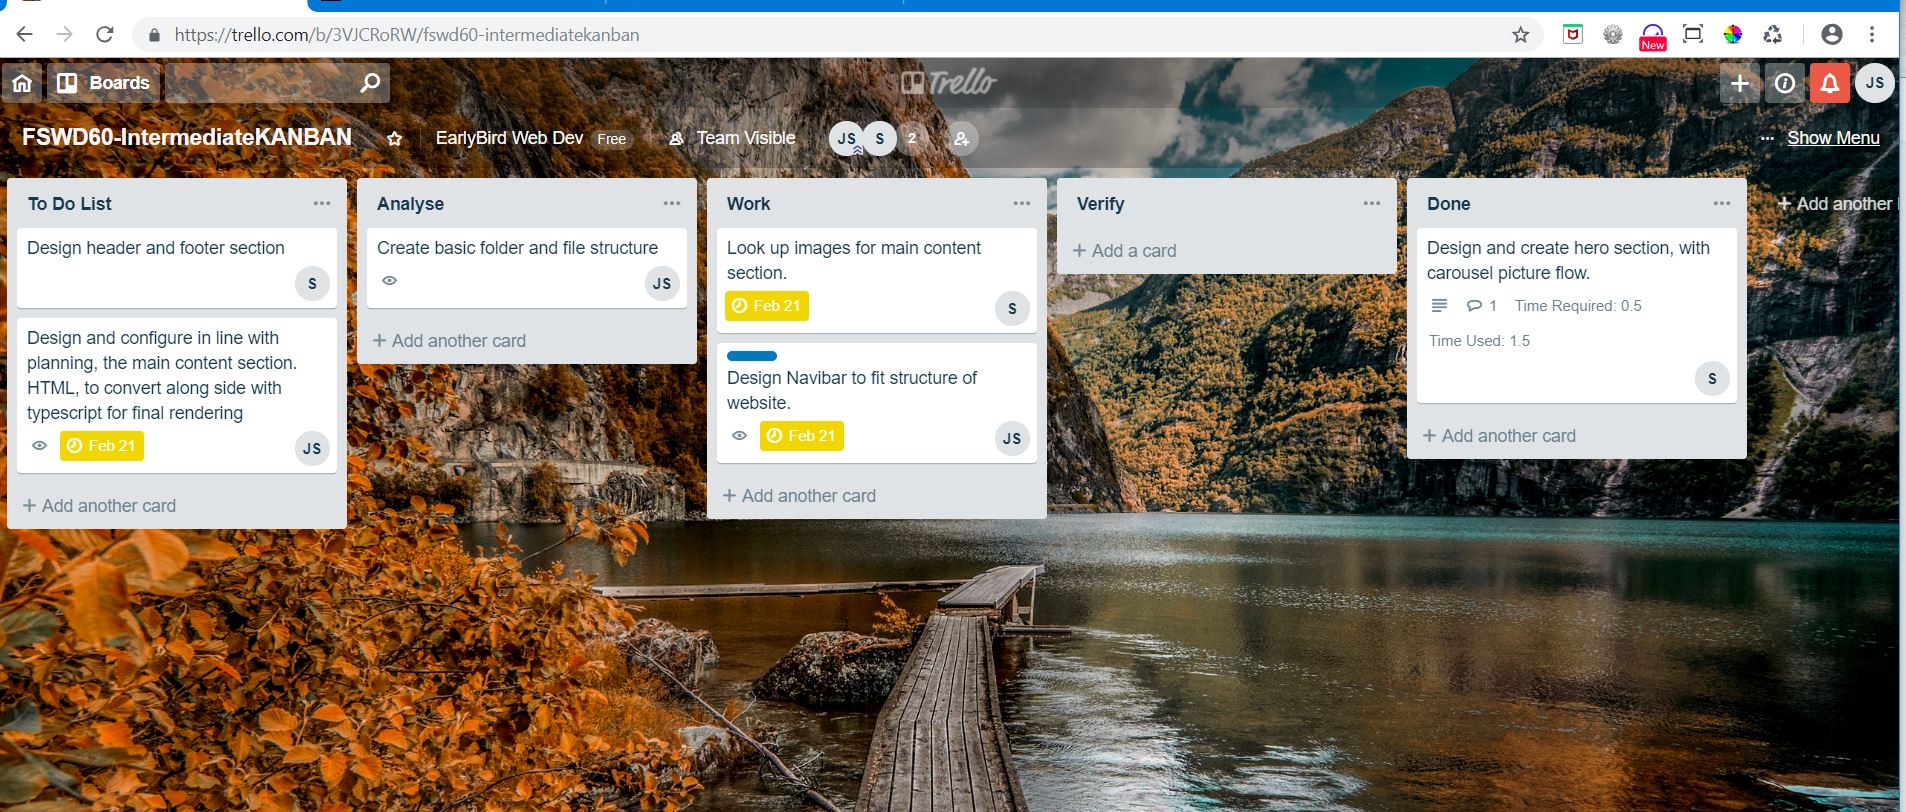 https://trello.com/b/3VJCRoRW/fswd60-intermediatekanban
New
Boards
Trello
JS
FSWD60-IntermediateKANBAN
EarlyBird Web Dev Free
Team Visible
JS S 2
... Show Menu
To Do List ...
Design header and footer section
S
Design and configure in line with
planning, the main content section.
HTML, to convert along side with
typescript for final rendering
Feb 21
JS
+ Add another card
Analyse ...
Create basic folder and file structure
JS
+ Add another card
Work ...
Look up images for main content
section.
Feb 21
S
Design Navibar to fit structure of
website.
Feb 21
JS
+ Add another card
Verify ...
+ Add a card
Done ...
Design and create hero section, with
carousel picture flow.
1 Time Required: 0.5
Time Used: 1.5
S
+ Add another card
+ Add another